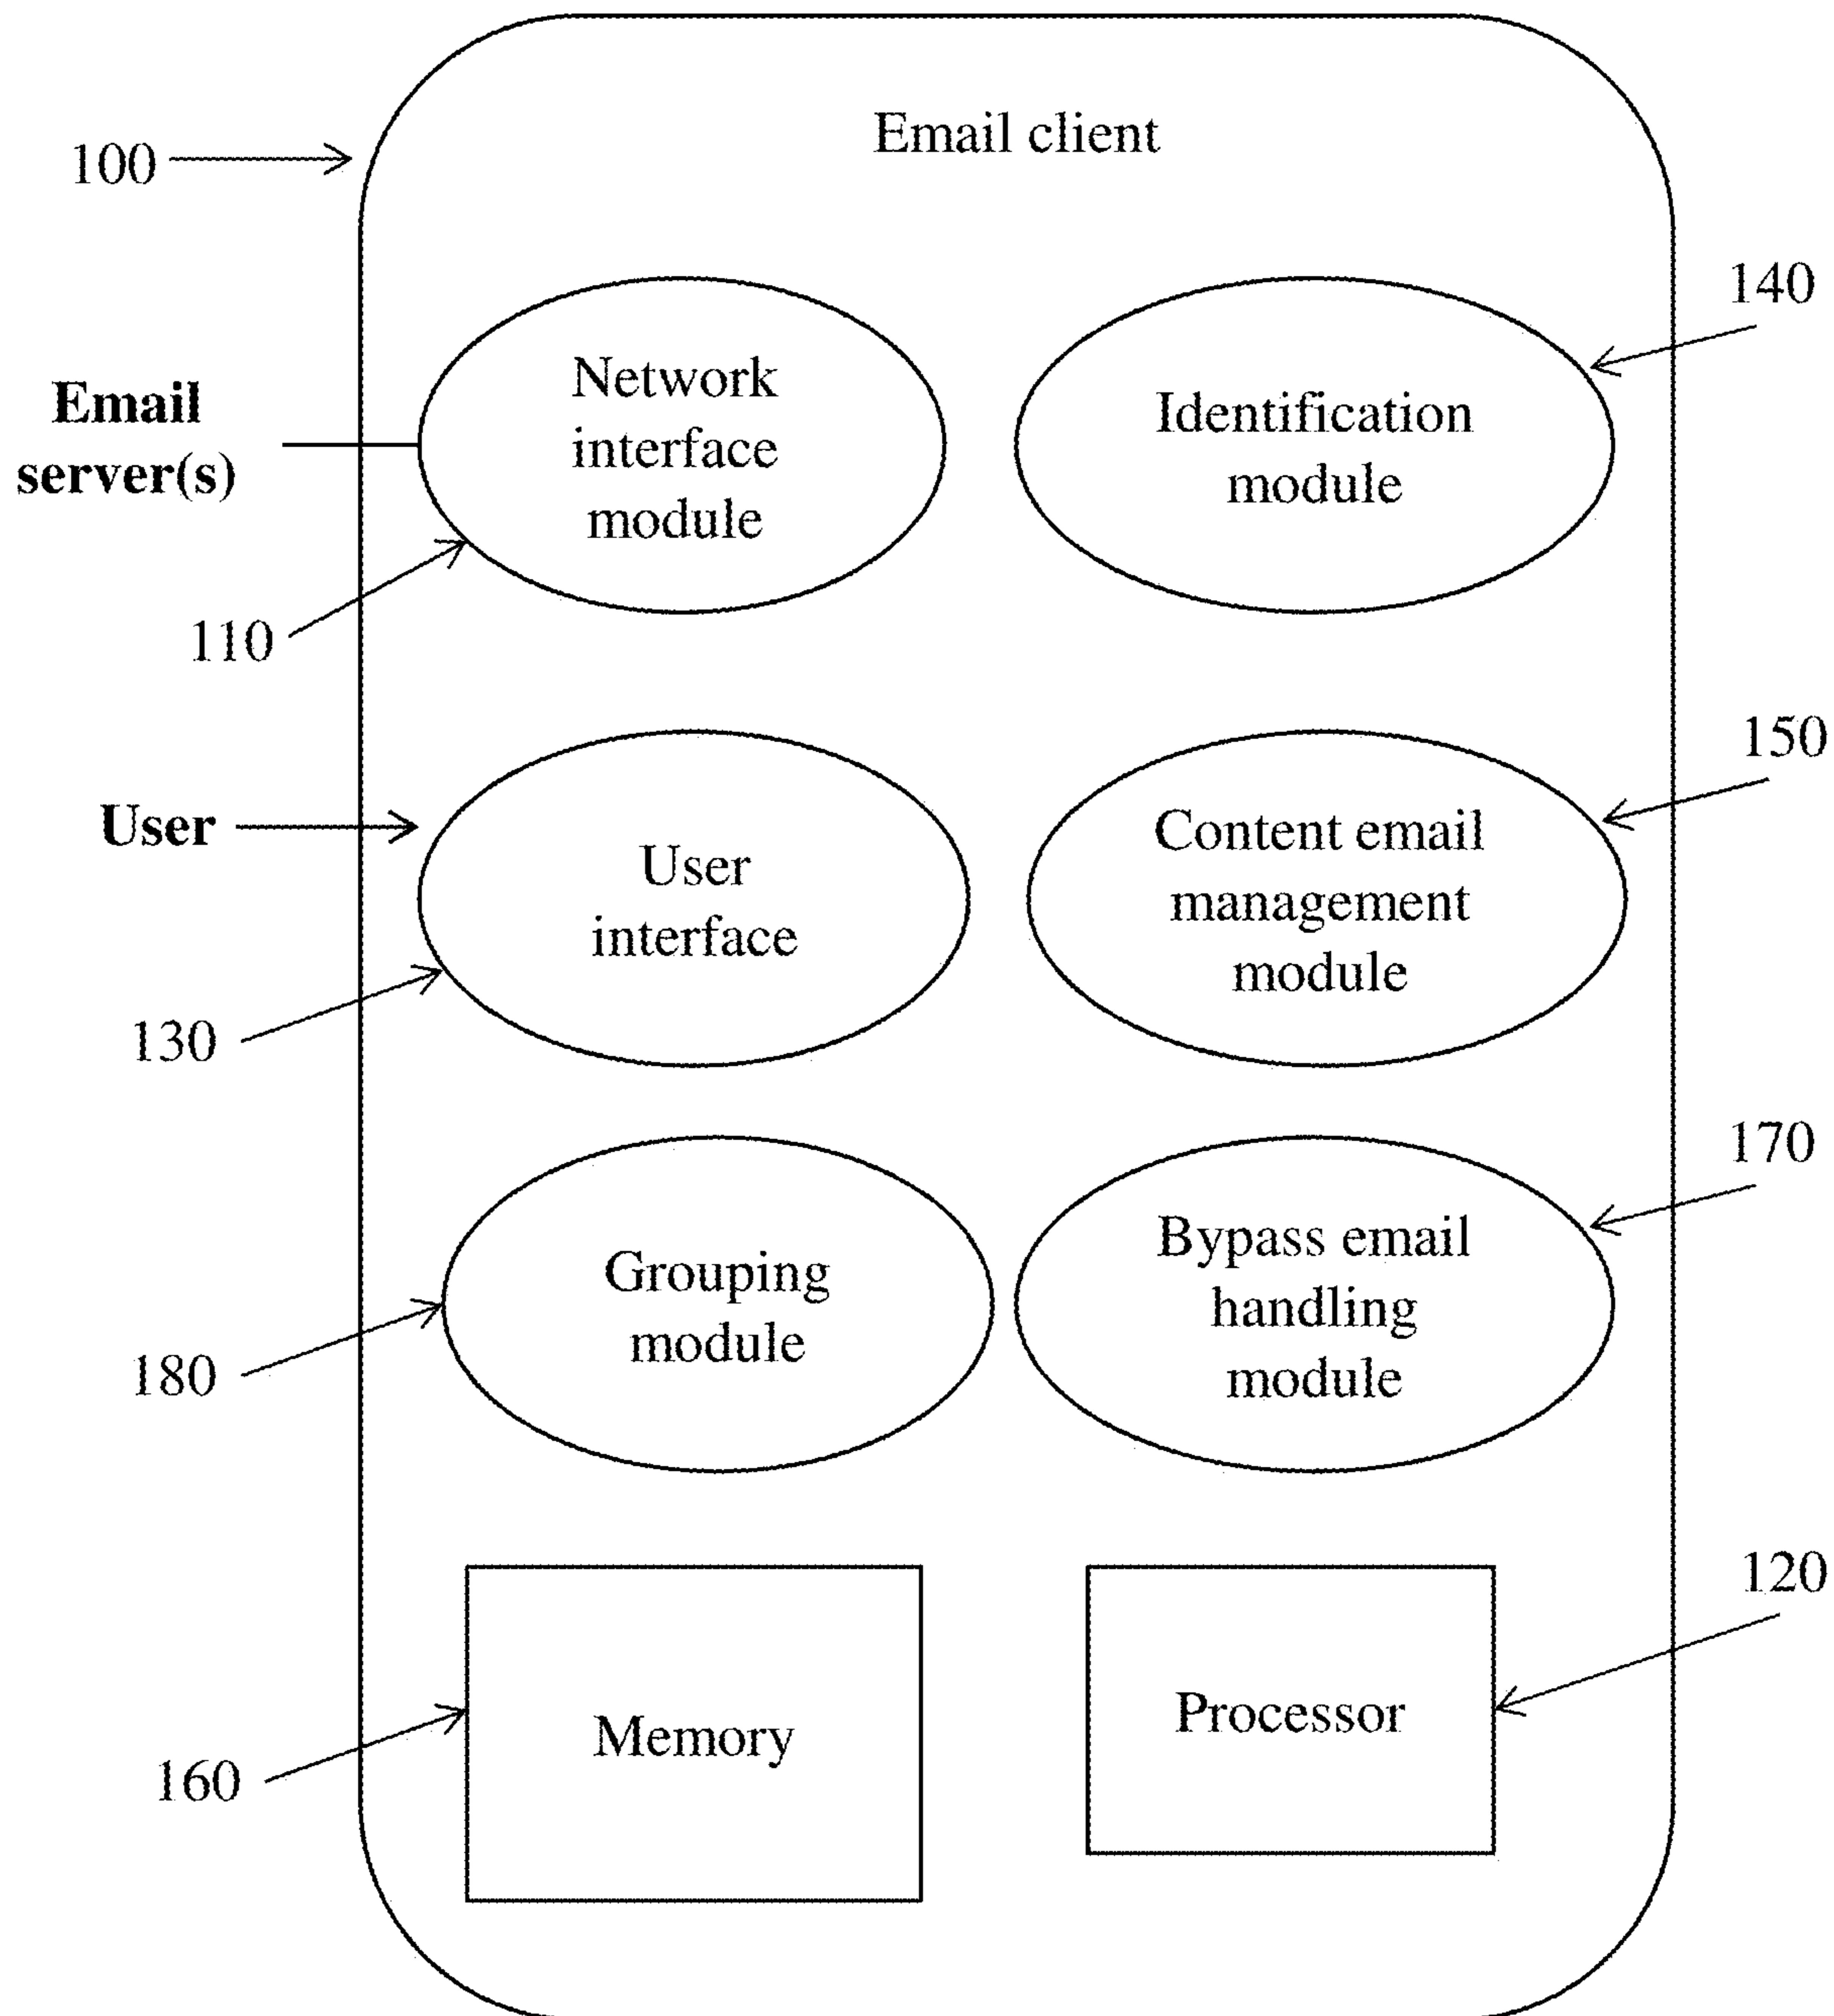 Email client
100
140
Network
interface
module
Identification
module
Email
server(s)
110
150
User
User
interface
Content email
management
module
130
170
Grouping
module
Bypass email
handling
module
180
120
Memory
Processor
160